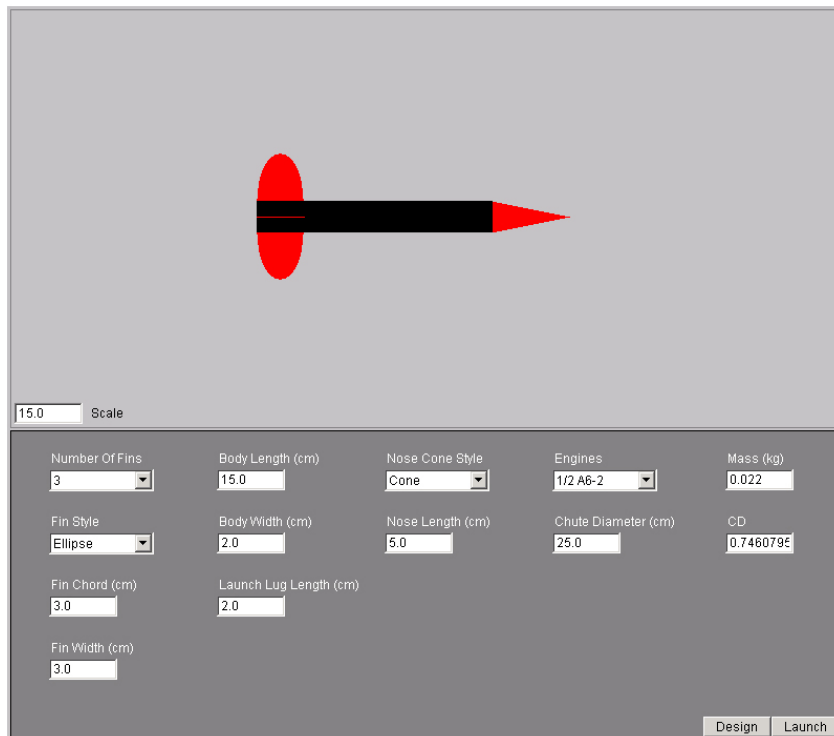 15.0 Scale
Number Of Fins Body Length (cm) Nose Cone Style Engines Mass (kg)
3 15.0 Cone 1/2 A6-2 0.022
Fin Style Body Width (cm) Nose Length (cm) Chute Diameter (cm) CD
Ellipse 2.0 5.0 25.0 0.7460795
Fin Chord (cm) Launch Lug Length (cm)
3.0 2.0
Fin Width (cm)
3.0
Design Launch